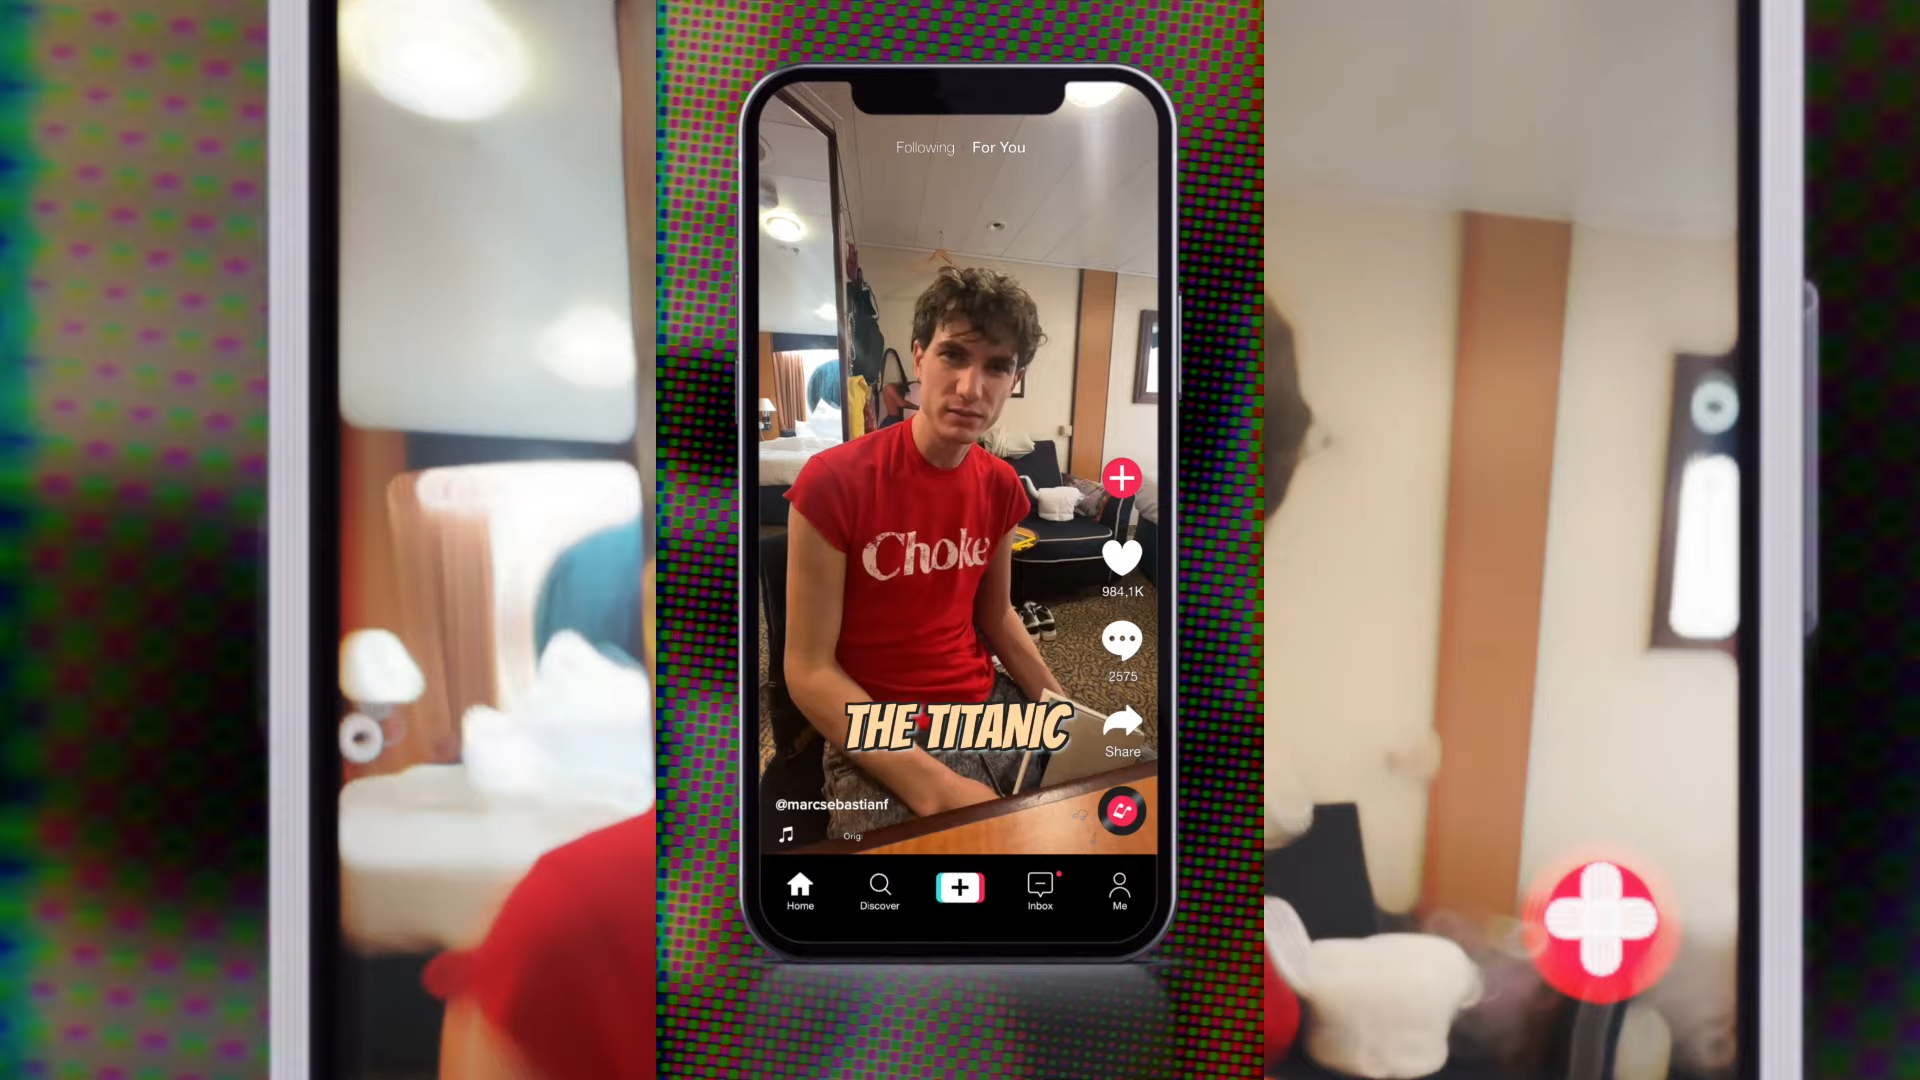 Following For You
Choke
984,1K
2575
THE TITANIC
Share
@marcsebastianf
Orig
Home Discover Inbox Me